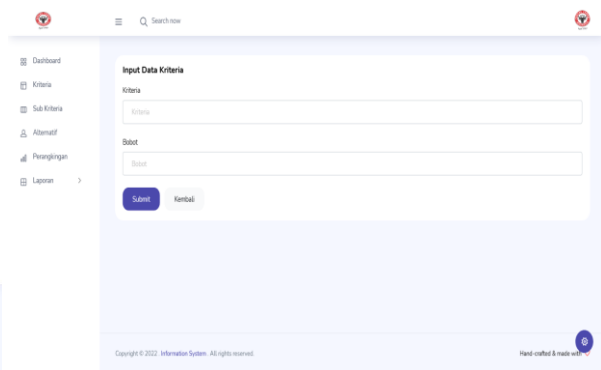 Search now
Dashboard
Kriteria
Sub Kriteria
Alternatif
Perangkingan
Laporan
Input Data Kriteria
Kriteria
Kriteria
Bobot
Bobot
Submit Kembali
Copyright © 2022. Information System. All rights reserved.
Hand-crafted & made with